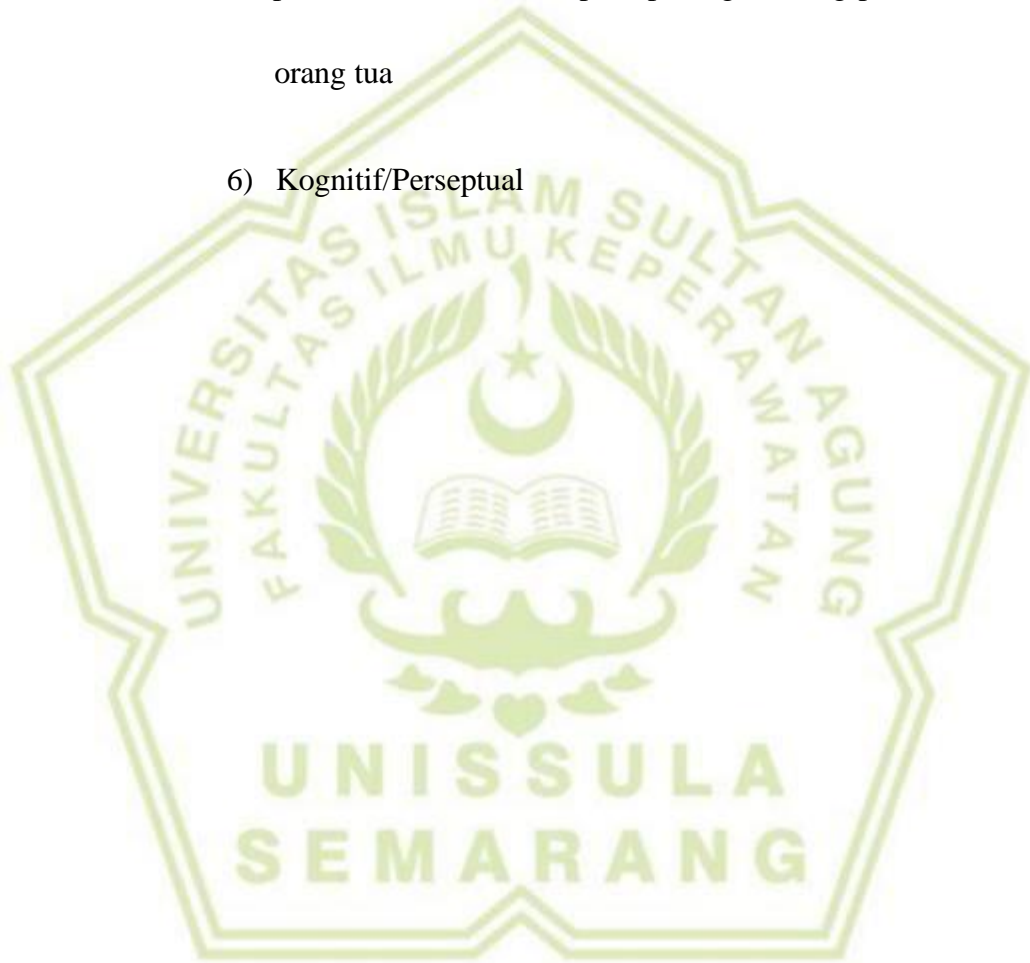 orang tua
6) Kognitif/Perseptual
UNIVERSITAS ISLAM SULTAN AGUNG
FAKULTAS ILMU KEPERAWATAN
UNISSULA
SEMARANG